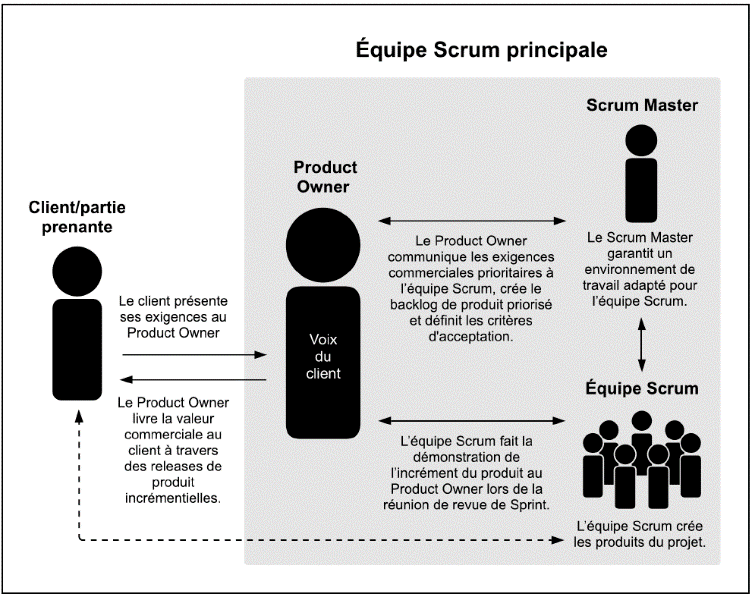 Équipe Scrum principale
Scrum Master
Product
Owner
Client/partie
prenante
Le Product Owner
communique les exigences
commerciales prioritaires à
l'équipe Scrum, crée le
backlog de produit priorisé
et définit les critères
d'acceptation.
Le Scrum Master
garantit un
environnement de
travail adapté pour
l'équipe Scrum.
Le client présente
ses exigences au
Product Owner
Voix
du
client
Le Product Owner
livre la valeur
commerciale au
client à travers
des releases de
produit
incrémentielles.
Équipe Scrum
L'équipe Scrum fait la
démonstration de
l'incrément du produit au
Product Owner lors de la
réunion de revue de Sprint.
L'équipe Scrum crée
les produits du projet.